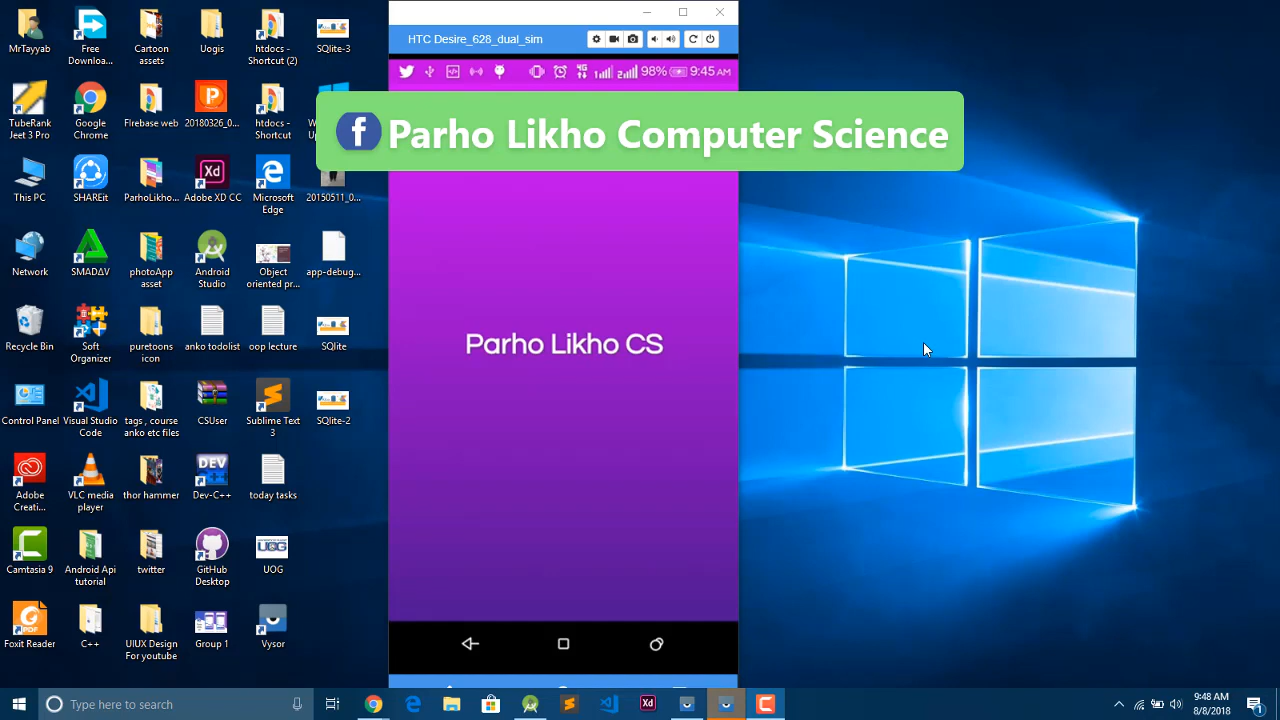 HTC Desire_628_dual_sim
98%
9:45 AM
Parho Likho Computer Science
Parho Likho CS
MrTayyab
Free Downloa...
Cartoon assets
Uogis
htdocs - Shortcut (2)
SQlite-3
TubeRank Jeet 3 Pro
Google Chrome
FIrebase web
20180326_0...
htdocs - Shortcut
This PC
SHAREit
ParhoLikho...
Adobe XD CC
Microsoft Edge
20150511_0...
Network
SMADAV
photoApp asset
Android Studio
Object oriented pr...
app-debug...
Recycle Bin
Soft Organizer
puretoons icon
anko todolist
oop lecture
SQlite
Control Panel
Visual Studio Code
tags , course anko etc files
CSUser
Sublime Text 3
SQlite-2
Adobe Creati...
VLC media player
thor hammer
DEV
Dev-C++
today tasks
Camtasia 9
Android Api tutorial
twitter
GitHub Desktop
UOG
UOG
Foxit Reader
C++
UIUX Design For youtube
Group 1
Vysor
Type here to search
9:48 AM
8/8/2018